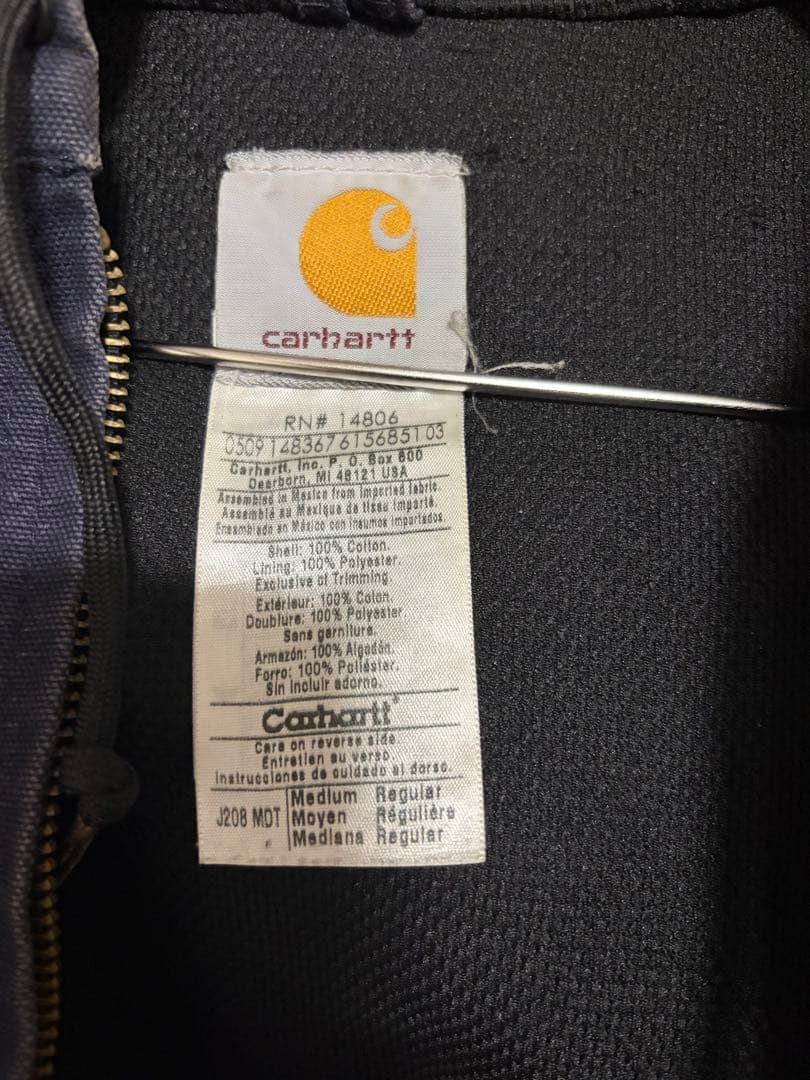 carhartt
RN# 14806
0509 1483676156851 03
Carhartt, Inc. P. O. Box 600
Dearborn, MI 48121 USA
Assembled in Mexico from imported fabric.
Assemblé au Mexique de tissu importé.
Ensamblado en México con insumos importados.
Shell: 100% Cotton.
Lining: 100% Polyester.
Exclusive of Trimming.
Extérieur: 100% Coton.
Doublure: 100% Polyester
Sans garniture.
Armazón: 100% Algodón.
Forro: 100% Poliéster.
Sin incluir adorno.
Carhartt®
Care on reverse side
Entretien au verso.
Instrucciones de cuidado al dorso.
J208 MDT Medium Regular
Moyen Régulière
Mediana Regular